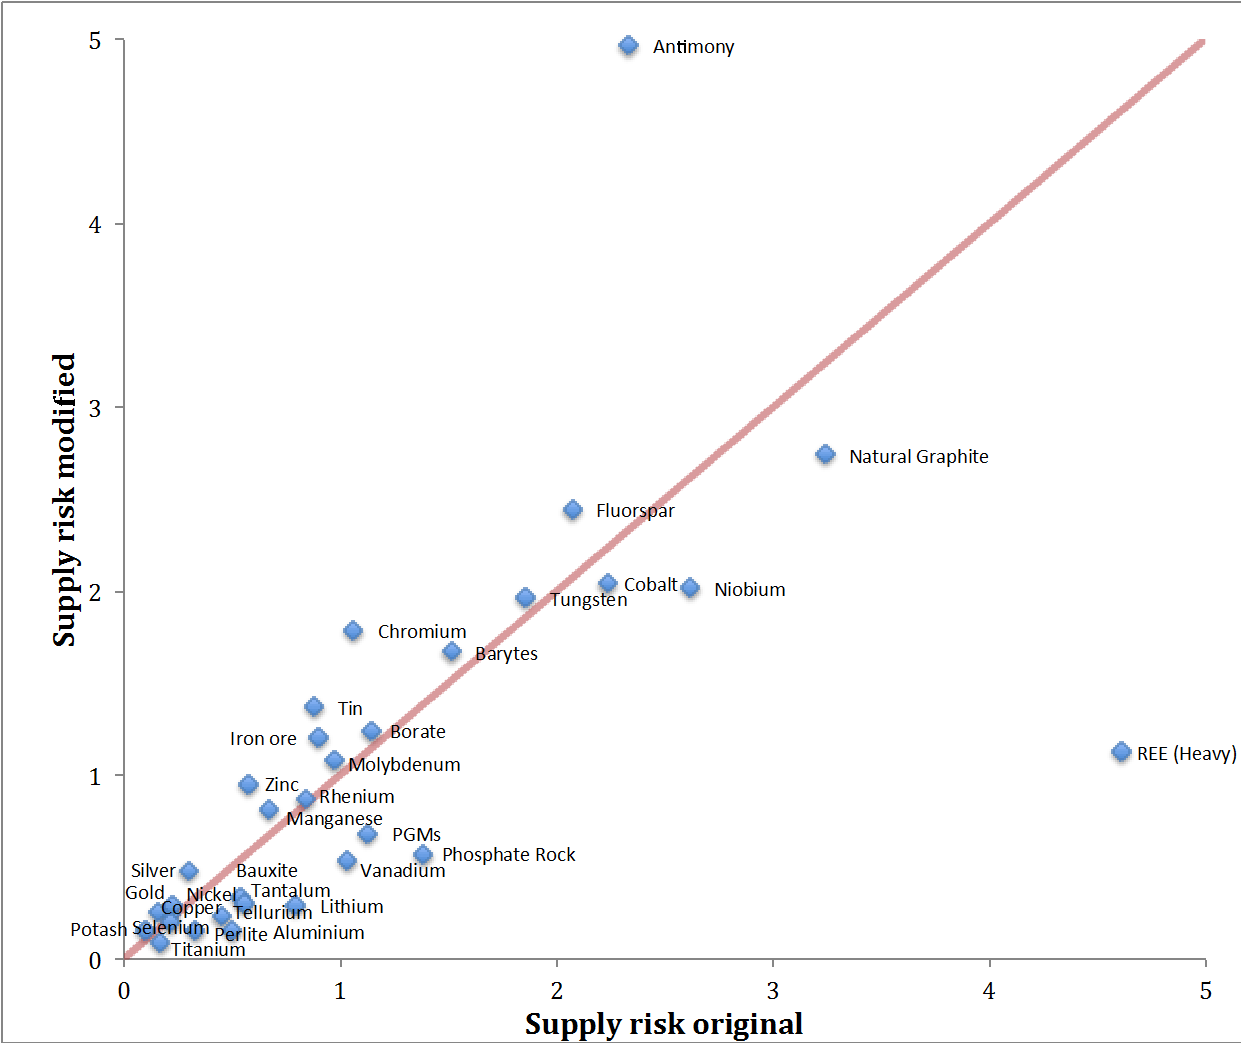 5
Antimony
4
3
Natural Graphite
Fluorspar
Cobalt
Niobium
2
Tungsten
Chromium
Barytes
Tin
Borate
Iron ore
Molybdenum
1
REE (Heavy)
Zinc
Rhenium
Manganese
PGMs
Phosphate Rock
Silver
Bauxite
Vanadium
Gold
Nickel
Tantalum
Copper
Tellurium
Lithium
Potash
Selenium
Perlite
Aluminium
Titanium
0
0 1 2 3 4 5
Supply risk original
Supply risk modified